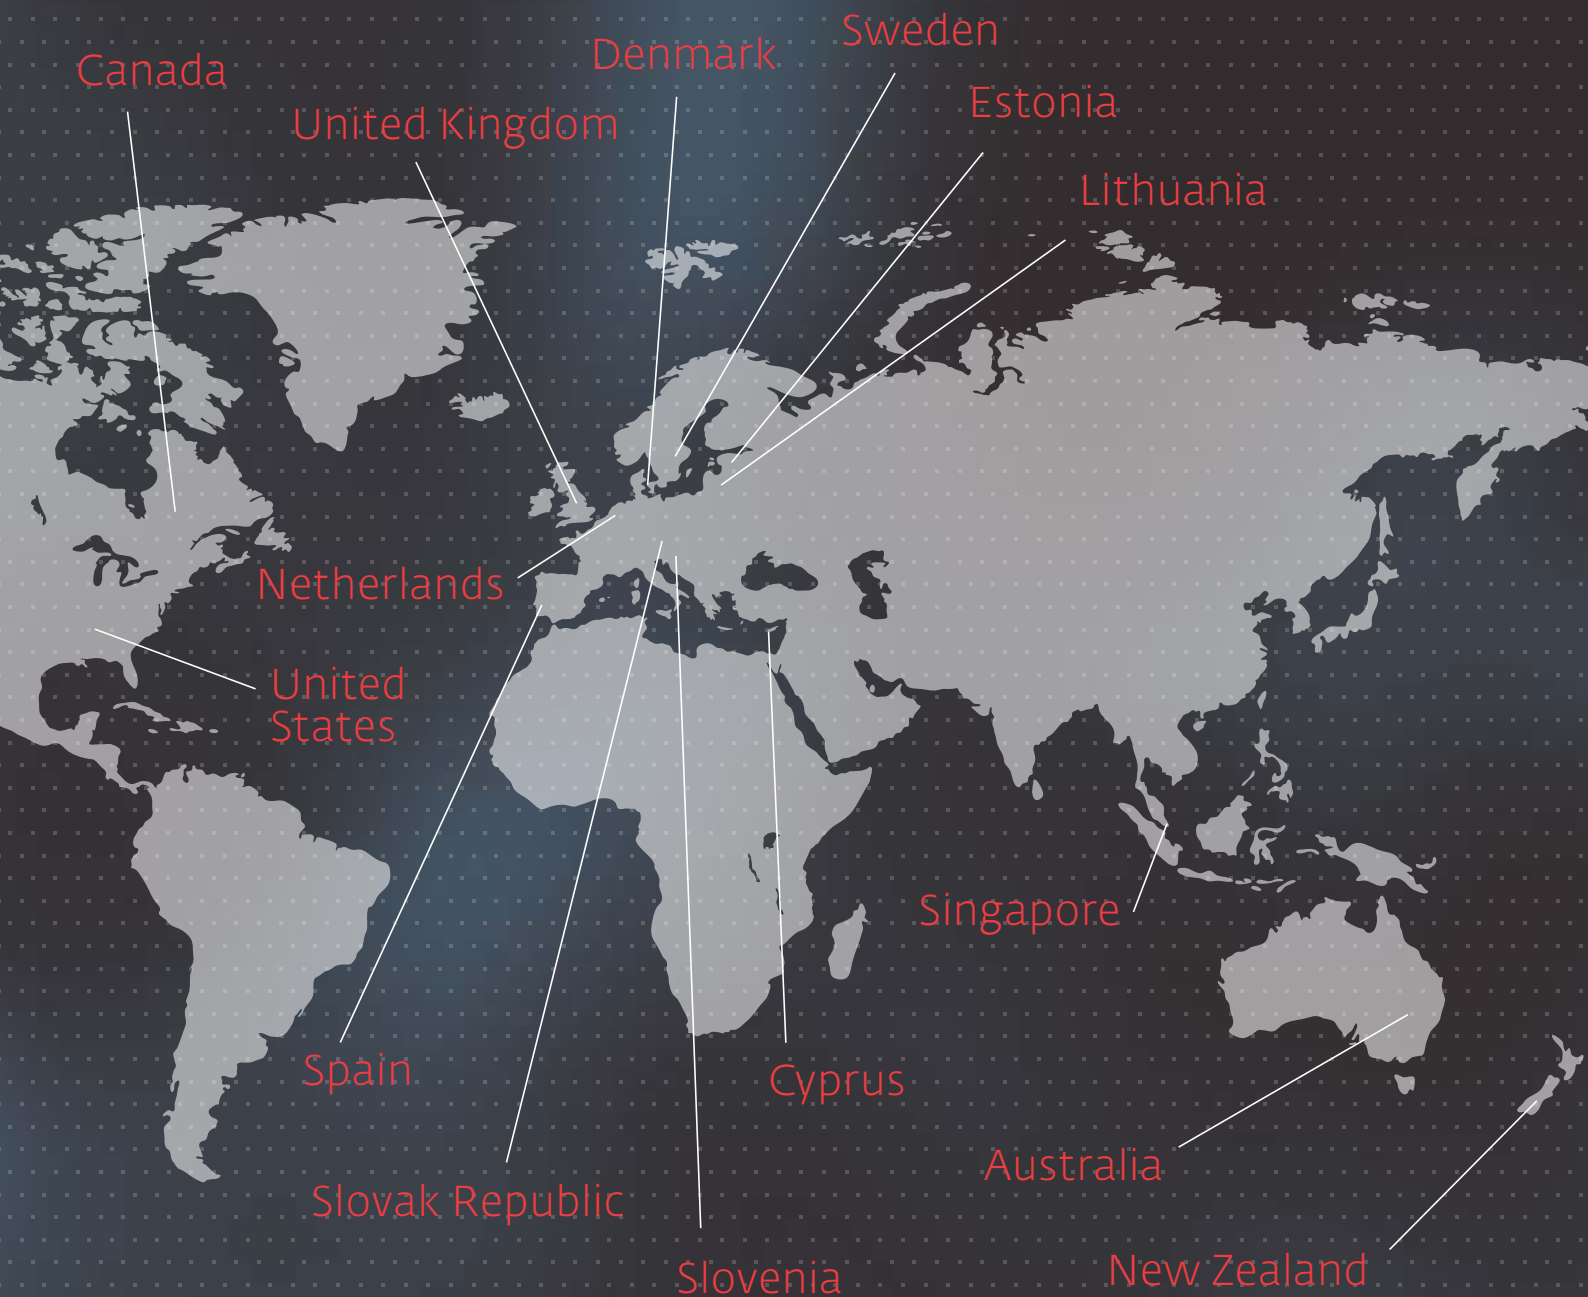 Sweden
Denmark
Canada
Estonia
United Kingdom
Lithuania
Netherlands
United
States
Singapore
Spain
Cyprus
Australia
Slovak Republic
New Zealand
Slovenia